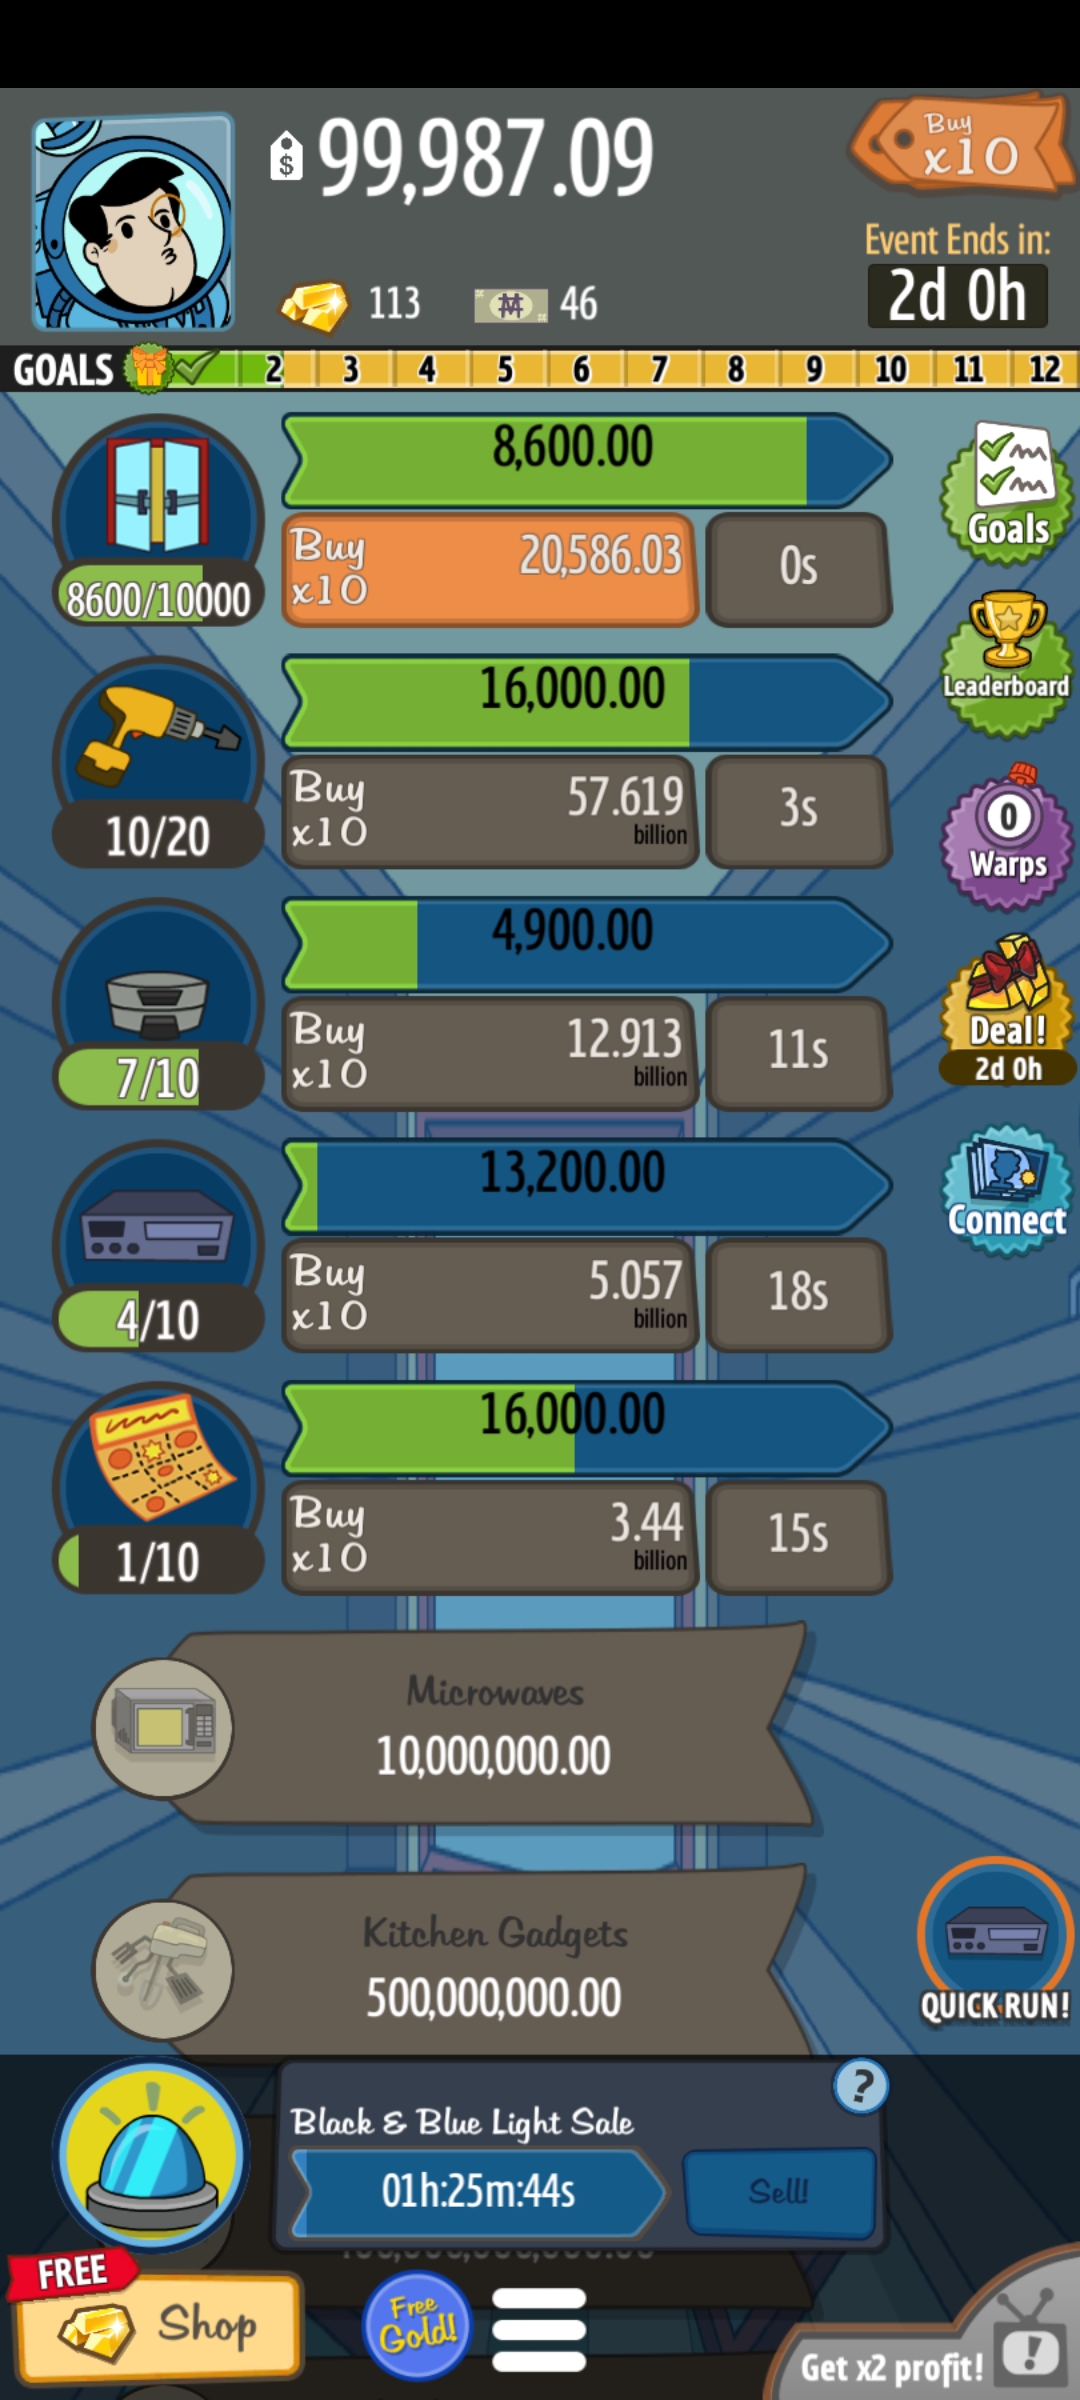 $ 99,987.09
Buy
x10
113
46
Event Ends in:
2d 0h
GOALS 2 3 4 5 6 7 8 9 10 11 12
8,600.00
Buy
x10
20,586.03
0s
8600/10000
Goals
16,000.00
Leaderboard
Buy
x10
57.619
billion
3s
10/20
0
Warps
4,900.00
Buy
x10
12.913
billion
11s
7/10
Deal!
2d 0h
13,200.00
Connect
Buy
x10
5.057
billion
18s
4/10
16,000.00
Buy
x10
3.44
billion
15s
1/10
Microwaves
10,000,000.00
Kitchen Gadgets
500,000,000.00
QUICK RUN!
?
Black & Blue Light Sale
01h:25m:44s
Sell!
FREE
Shop
Free
Gold!
Get x2 profit!
!